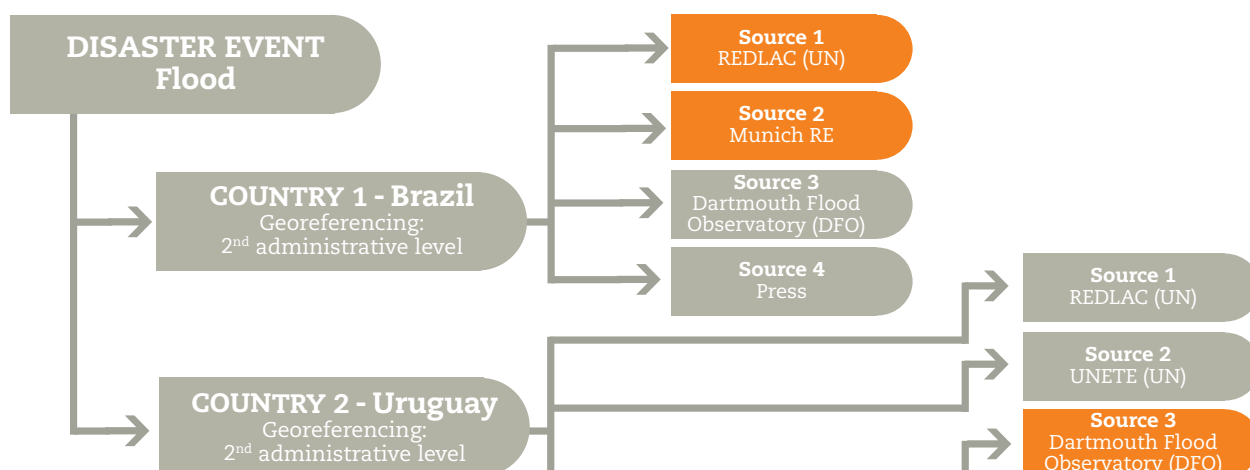 DISASTER EVENT
Flood
COUNTRY 1 - Brazil
Georeferencing:
2nd administrative level
Source 1
REDLAC (UN)
Source 2
Munich RE
Source 3
Dartmouth Flood
Observatory (DFO)
Source 4
Press
COUNTRY 2 - Uruguay
Georeferencing:
2nd administrative level
Source 1
REDLAC (UN)
Source 2
UNETE (UN)
Source 3
Dartmouth Flood
Observatory (DFO)